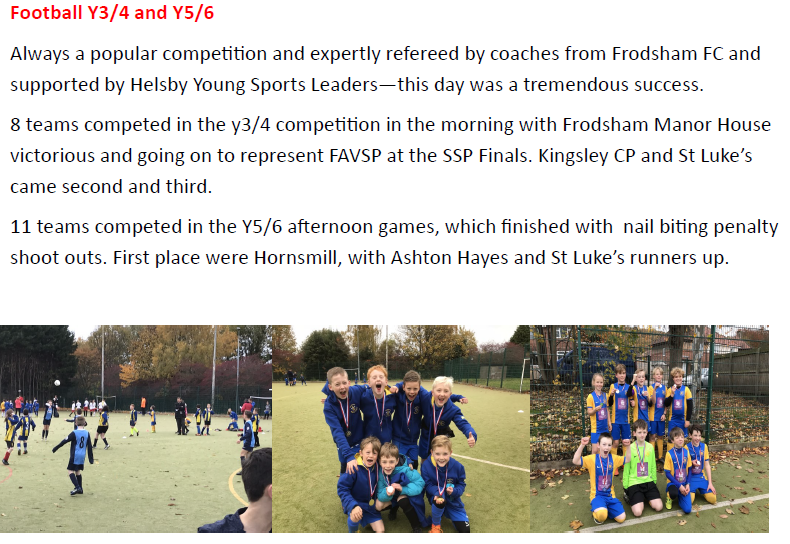 Football Y3/4 and Y5/6
Always a popular competition and expertly refereed by coaches from Frodsham FC and
supported by Helsby Young Sports Leaders—this day was a tremendous success.
8 teams competed in the y3/4 competition in the morning with Frodsham Manor House
victorious and going on to represent FAVSP at the SSP Finals. Kingsley CP and St Luke’s
came second and third.
11 teams competed in the Y5/6 afternoon games, which finished with  nail biting penalty
shoot outs. First place were Hornsmill, with Ashton Hayes and St Luke’s runners up.
8